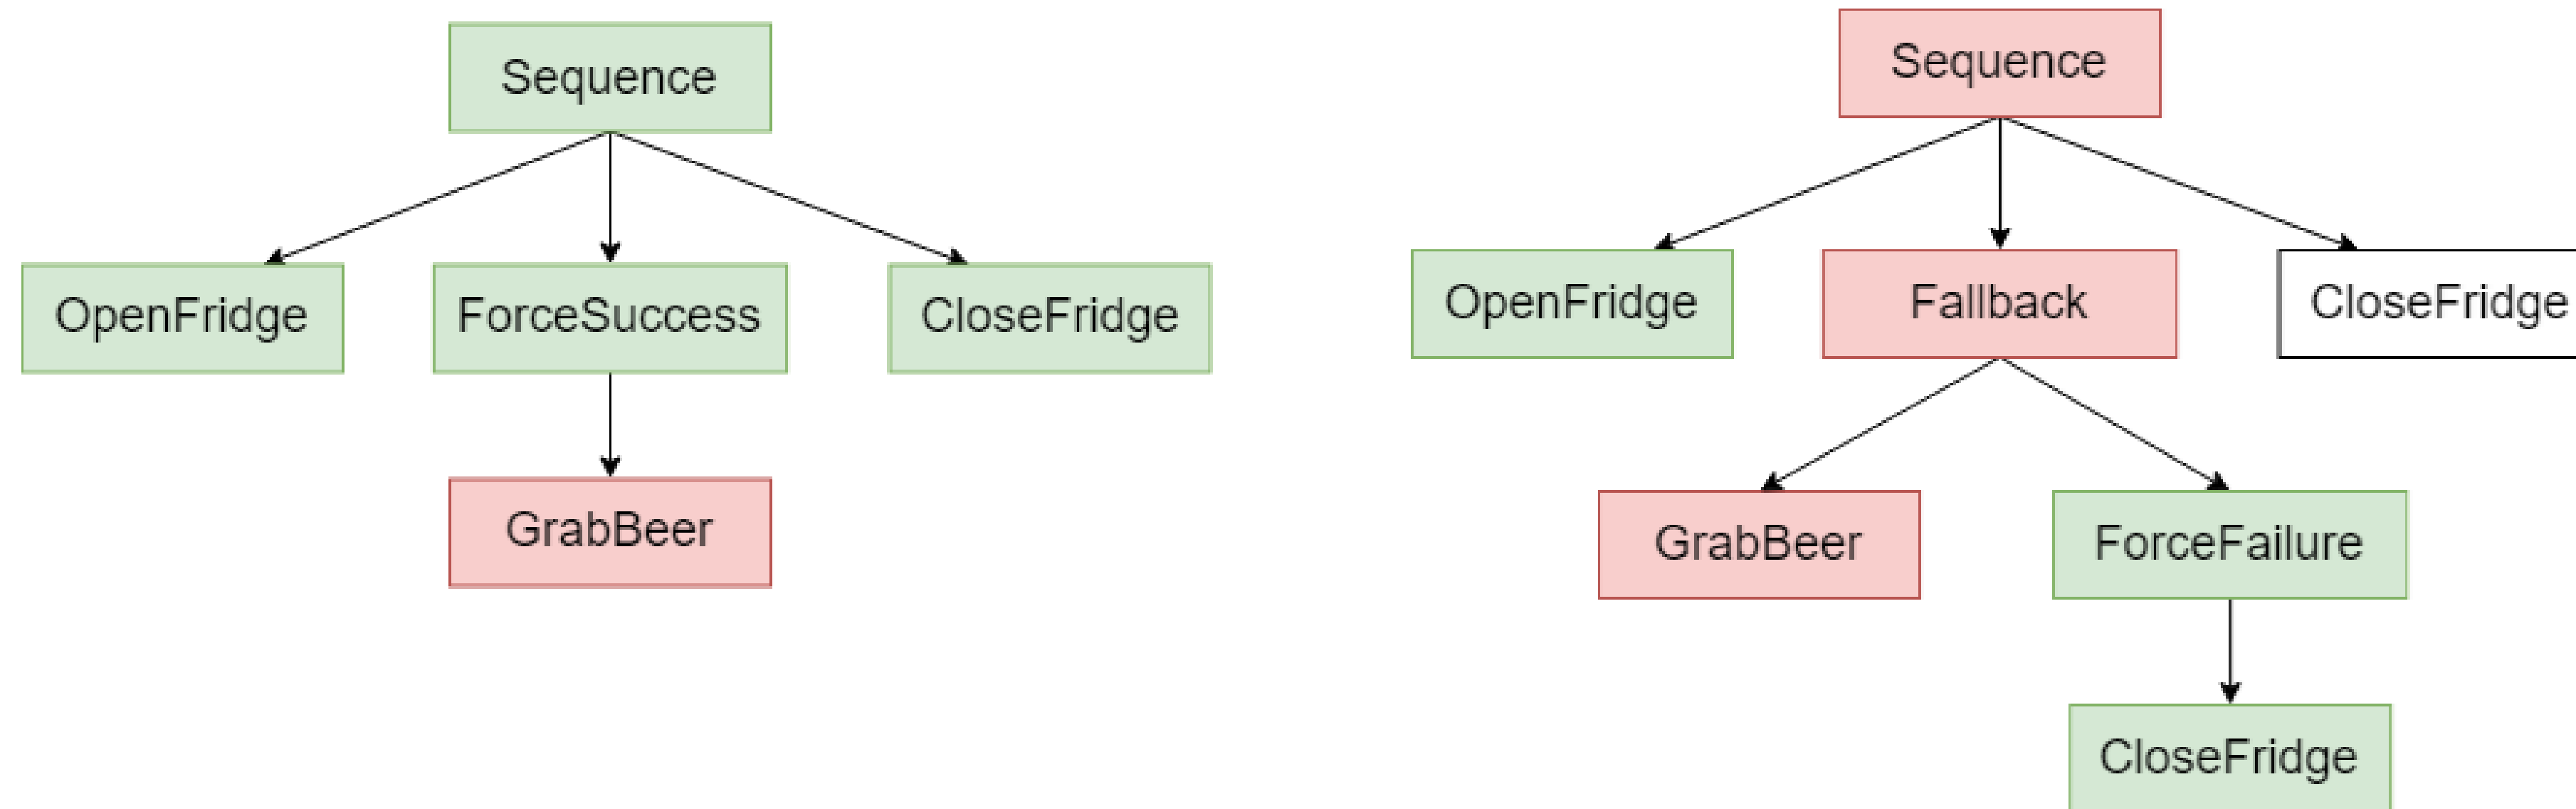 Sequence
OpenFridge
ForceSuccess
CloseFridge
GrabBeer
Sequence
OpenFridge
Fallback
CloseFridge
GrabBeer
ForceFailure
CloseFridge